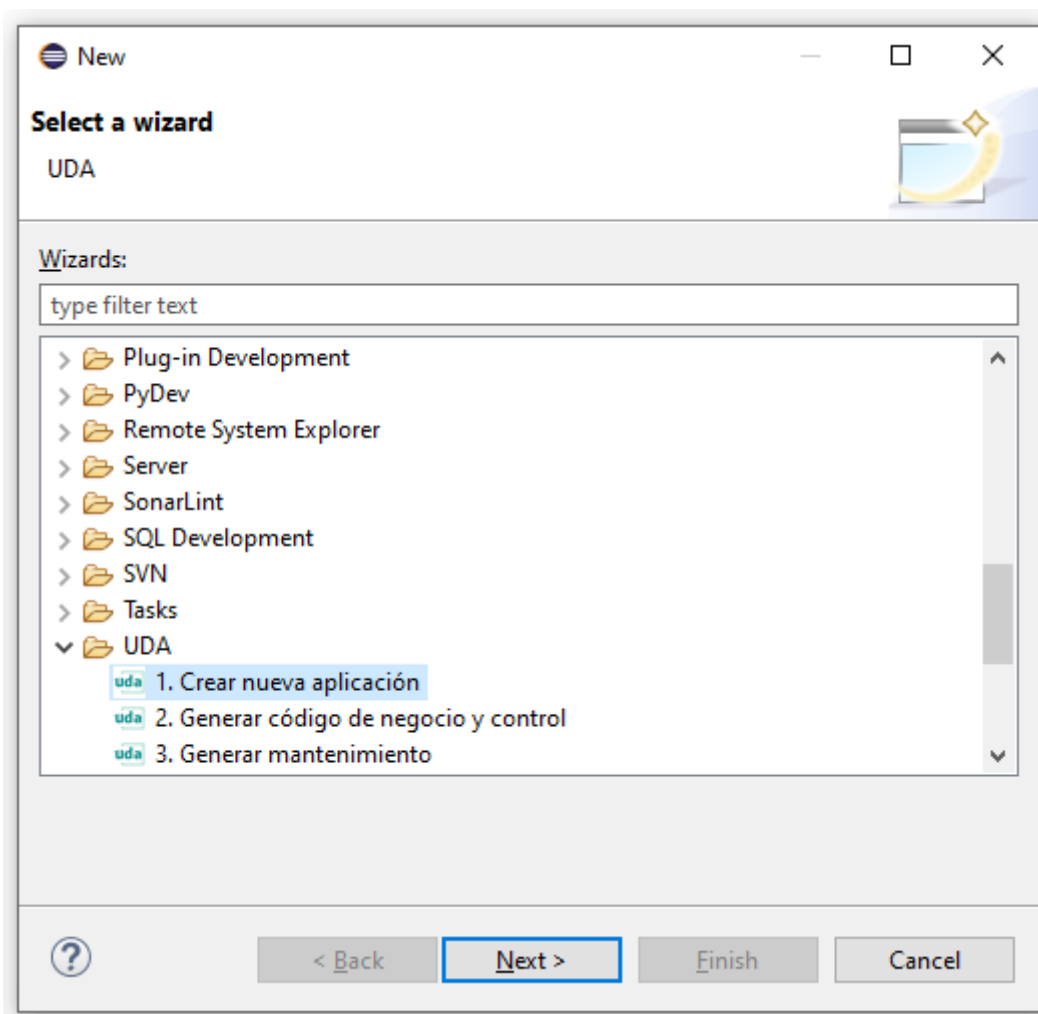 New
Select a wizard
UDA
Wizards:
type filter text
Plug-in Development
PyDev
Remote System Explorer
Server
SonarLint
SQL Development
SVN
Tasks
UDA
uda 1. Crear nueva aplicación
uda 2. Generar código de negocio y control
uda 3. Generar mantenimiento
? < Back Next > Finish Cancel